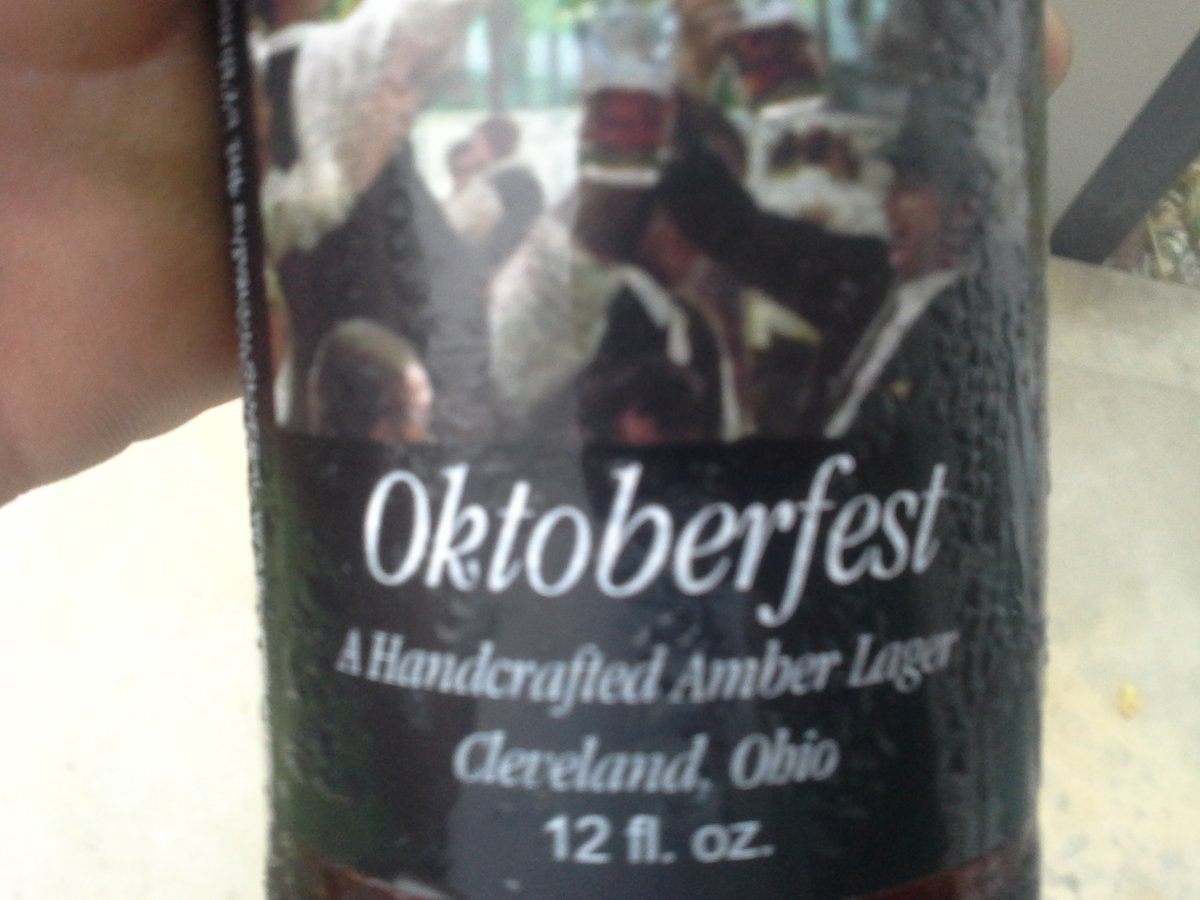 Oktoberfest
A Handcrafted Amber Lager
Cleveland, Ohio
12 fl. oz.